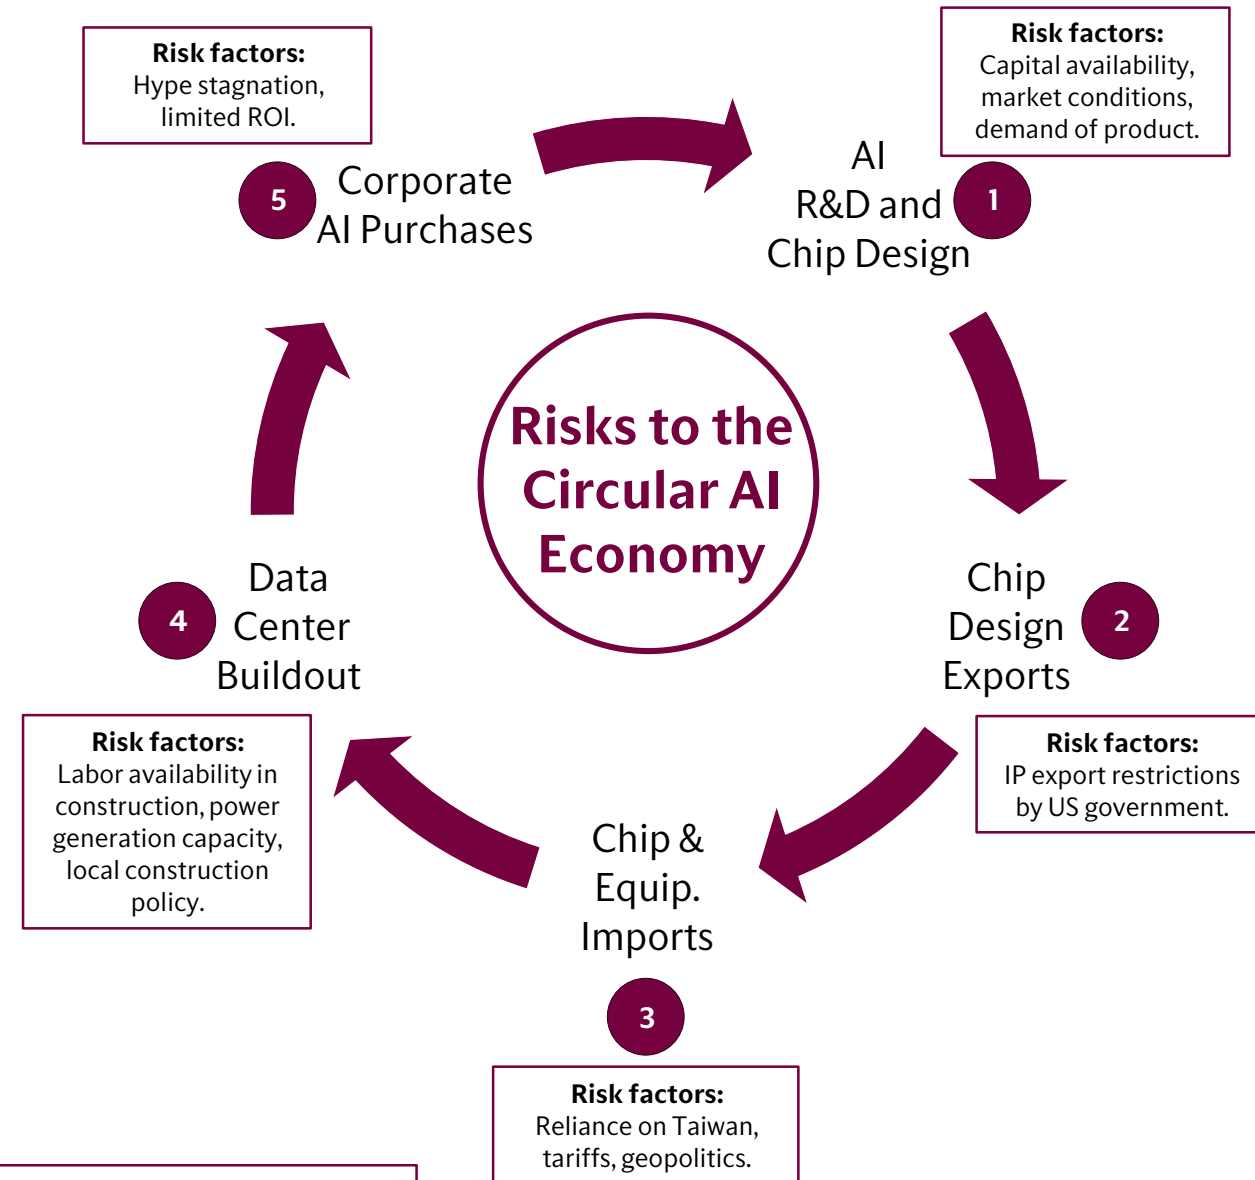 Risk factors:
Hype stagnation,
limited ROI.
Risk factors:
Capital availability,
market conditions,
demand of product.
5
Corporate
AI Purchases
AI
R&D and
Chip Design
1
Risks to the
Circular AI
Economy
4
Data
Center
Buildout
Chip
Design
Exports
2
Risk factors:
Labor availability in
construction, power
generation capacity,
local construction
policy.
Risk factors:
IP export restrictions
by US government.
Chip &
Equip.
Imports
3
Risk factors:
Reliance on Taiwan,
tariffs, geopolitics.